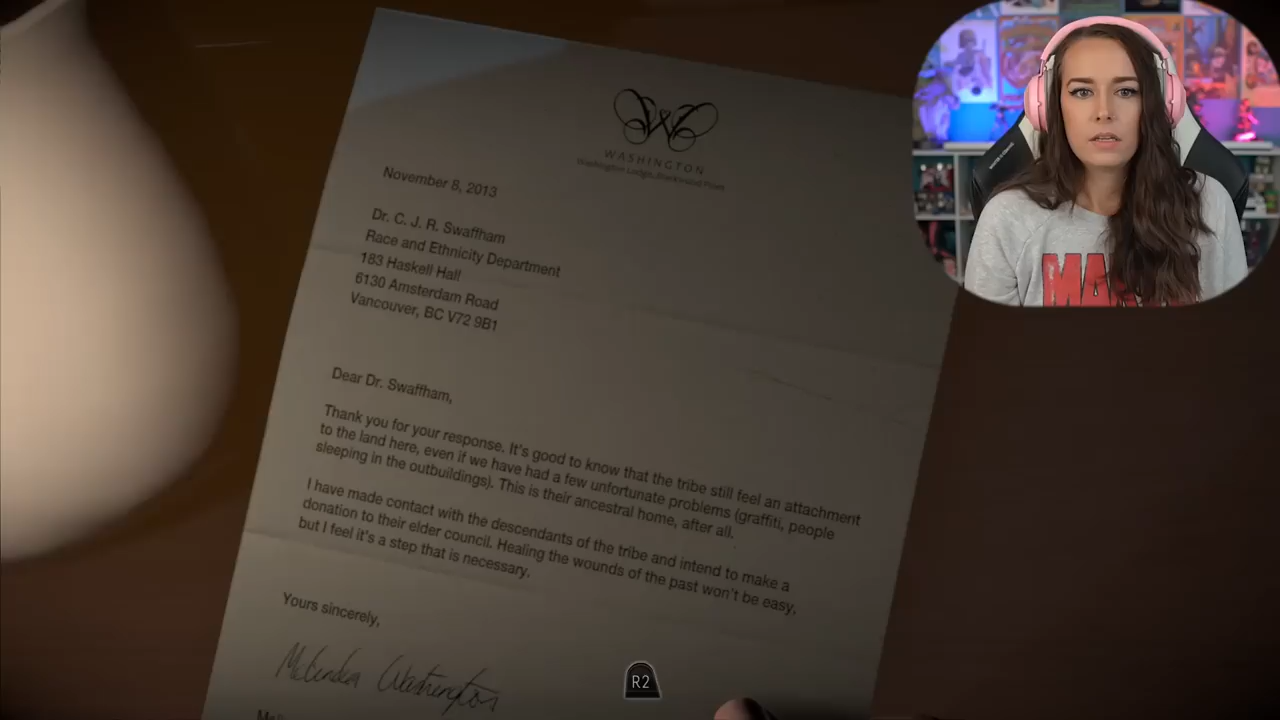 WASHINGTON
Washington Lodge, Blackwood Pines
November 8, 2013
Dr. C. J. R. Swaffham
Race and Ethnicity Department
183 Haskell Hall
6130 Amsterdam Road
Vancouver, BC V72 9B1
Dear Dr. Swaffham,
Thank you for your response. It's good to know that the tribe still feel an attachment
to the land here, even if we have had a few unfortunate problems (graffiti, people
sleeping in the outbuildings). This is their ancestral home, after all.
I have made contact with the descendants of the tribe and intend to make a
donation to their elder council. Healing the wounds of the past won't be easy,
but I feel it's a step that is necessary.
Yours sincerely,
Melinda Washington
R2